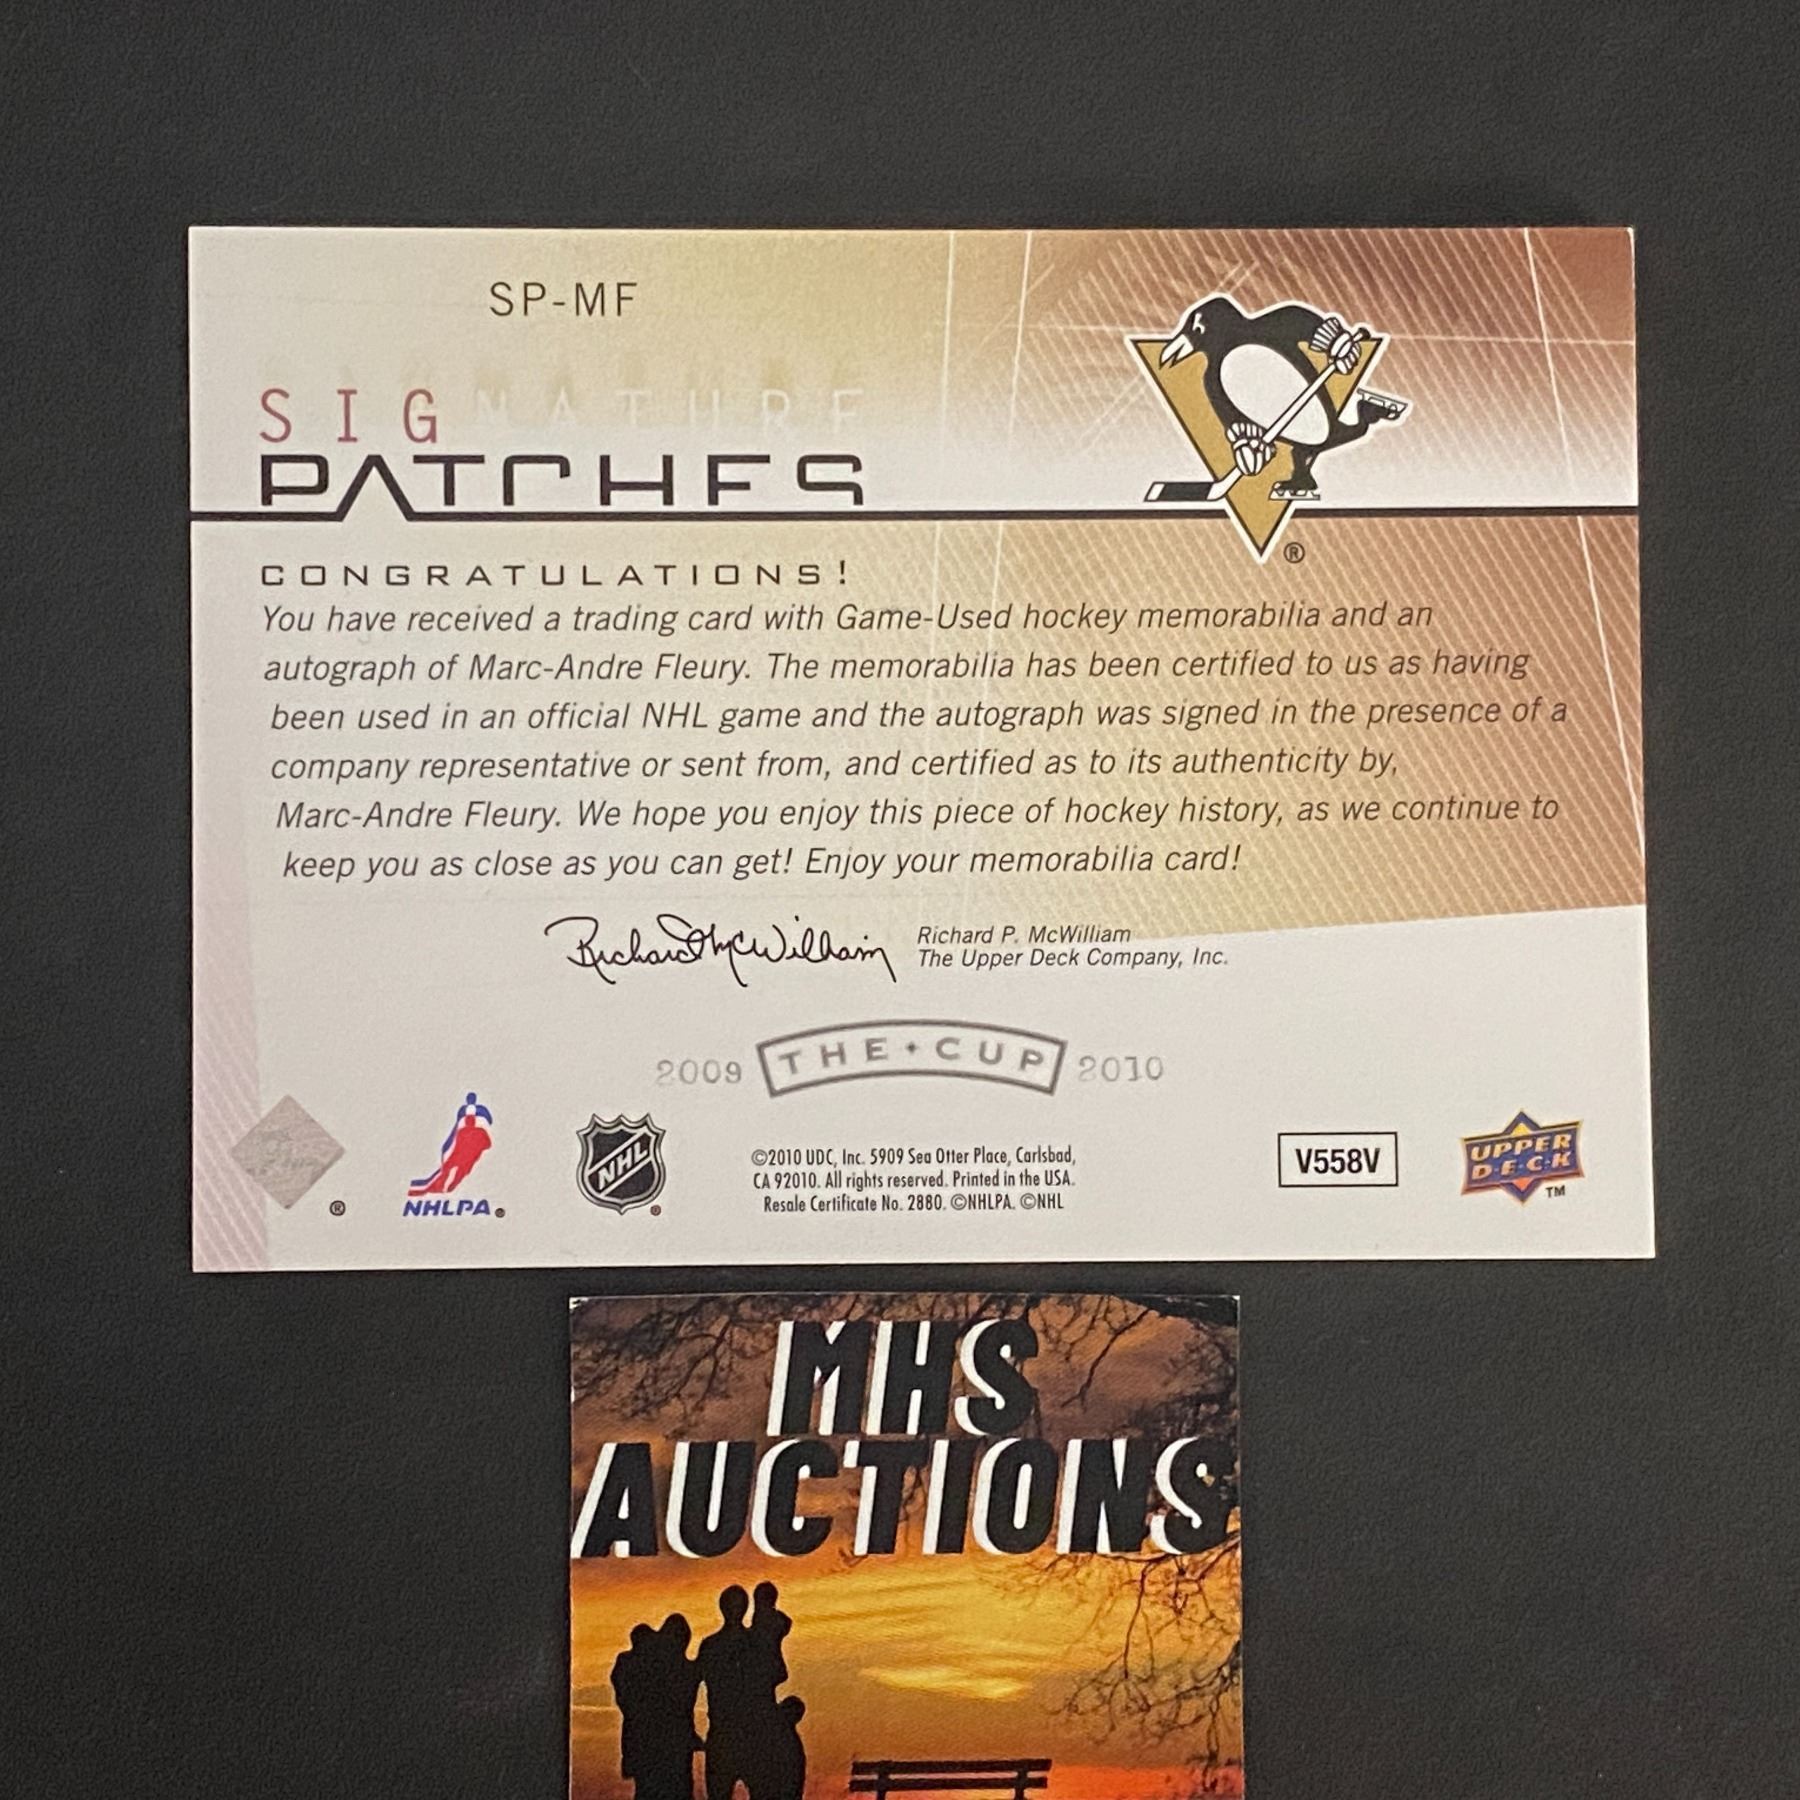 SP-MF
SIGNATURE
PATCHES
®
CONGRATULATIONS!
You have received a trading card with Game-Used hockey memorabilia and an
autograph of Marc-Andre Fleury. The memorabilia has been certified to us as having
been used in an official NHL game and the autograph was signed in the presence of a
company representative or sent from, and certified as to its authenticity by,
Marc-Andre Fleury. We hope you enjoy this piece of hockey history, as we continue to
keep you as close as you can get! Enjoy your memorabilia card!
Richard McWilliam
Richard P. McWilliam
The Upper Deck Company, Inc.
2009 THE CUP 2010
®
NHLPA®
NHL®
©2010 UDC, Inc. 5909 Sea Otter Place, Carlsbad,
CA 92010. All rights reserved. Printed in the USA.
Resale Certificate No. 2880. ©NHLPA. ©NHL
V558V
UPPER
DECK
TM
MHS
AUCTIONS